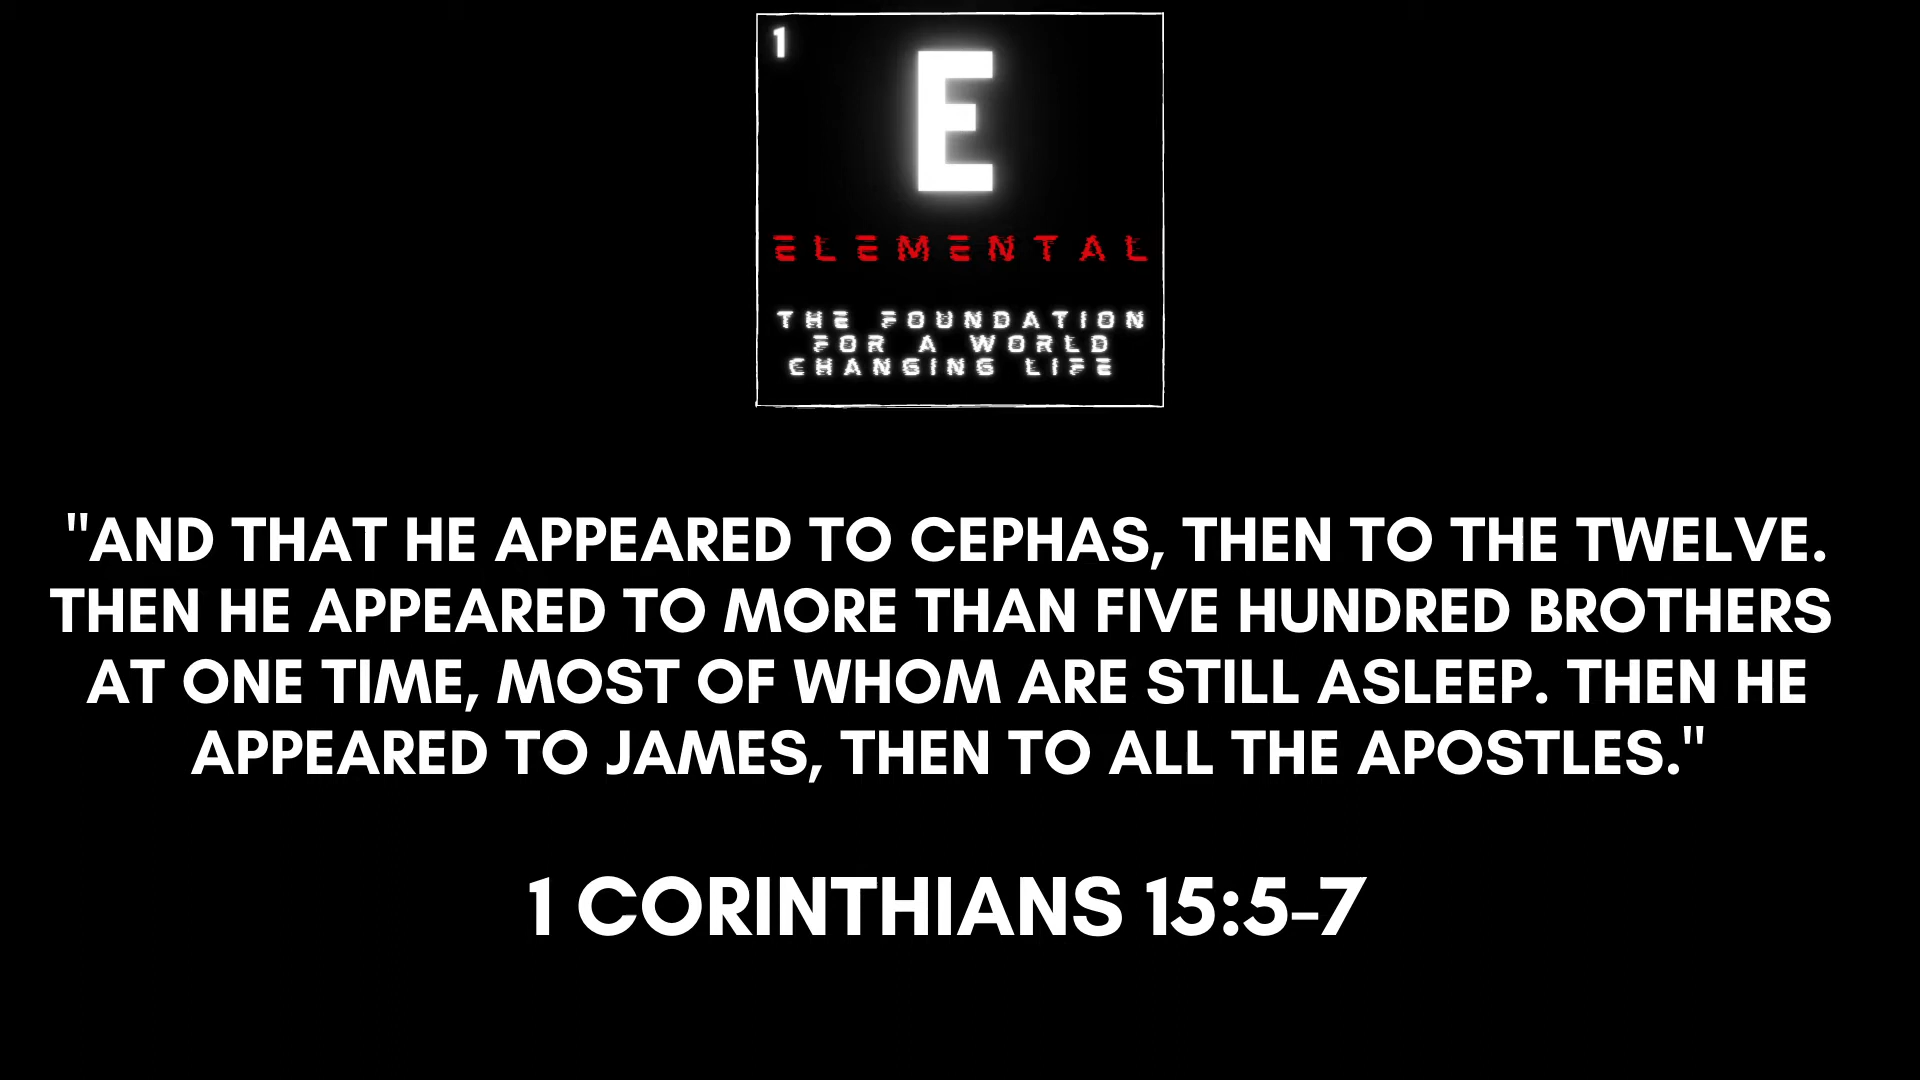 1
E
ELEMENTAL
THE FOUNDATION
FOR A WORLD
CHANGING LIFE
"AND THAT HE APPEARED TO CEPHAS, THEN TO THE TWELVE.
THEN HE APPEARED TO MORE THAN FIVE HUNDRED BROTHERS
AT ONE TIME, MOST OF WHOM ARE STILL ASLEEP. THEN HE
APPEARED TO JAMES, THEN TO ALL THE APOSTLES."
1 CORINTHIANS 15:5-7